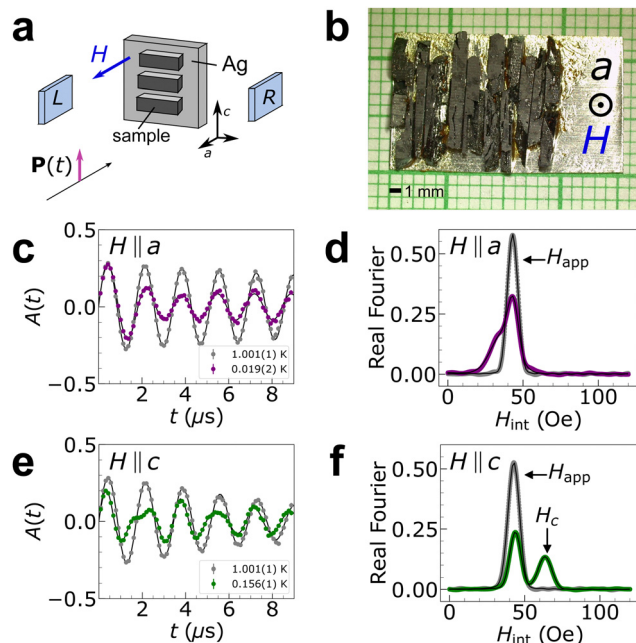 a
H
L
Ag
R
sample
c
a
P(t)
b
a
H
1 mm
c
H ∥ a
0.5
0.0
−0.5
A(t)
2 4 6 8
t (μs)
1.001(1) K
0.019(2) K
d
H ∥ a
H_app
0.50
0.25
0.00
Real Fourier
0 100
H_int (Oe)
e
H ∥ c
0.5
0.0
−0.5
A(t)
2 4 6 8
t (μs)
1.001(1) K
0.156(1) K
f
H ∥ c
H_app
H_c
0.50
0.25
0.00
Real Fourier
0 100
H_int (Oe)